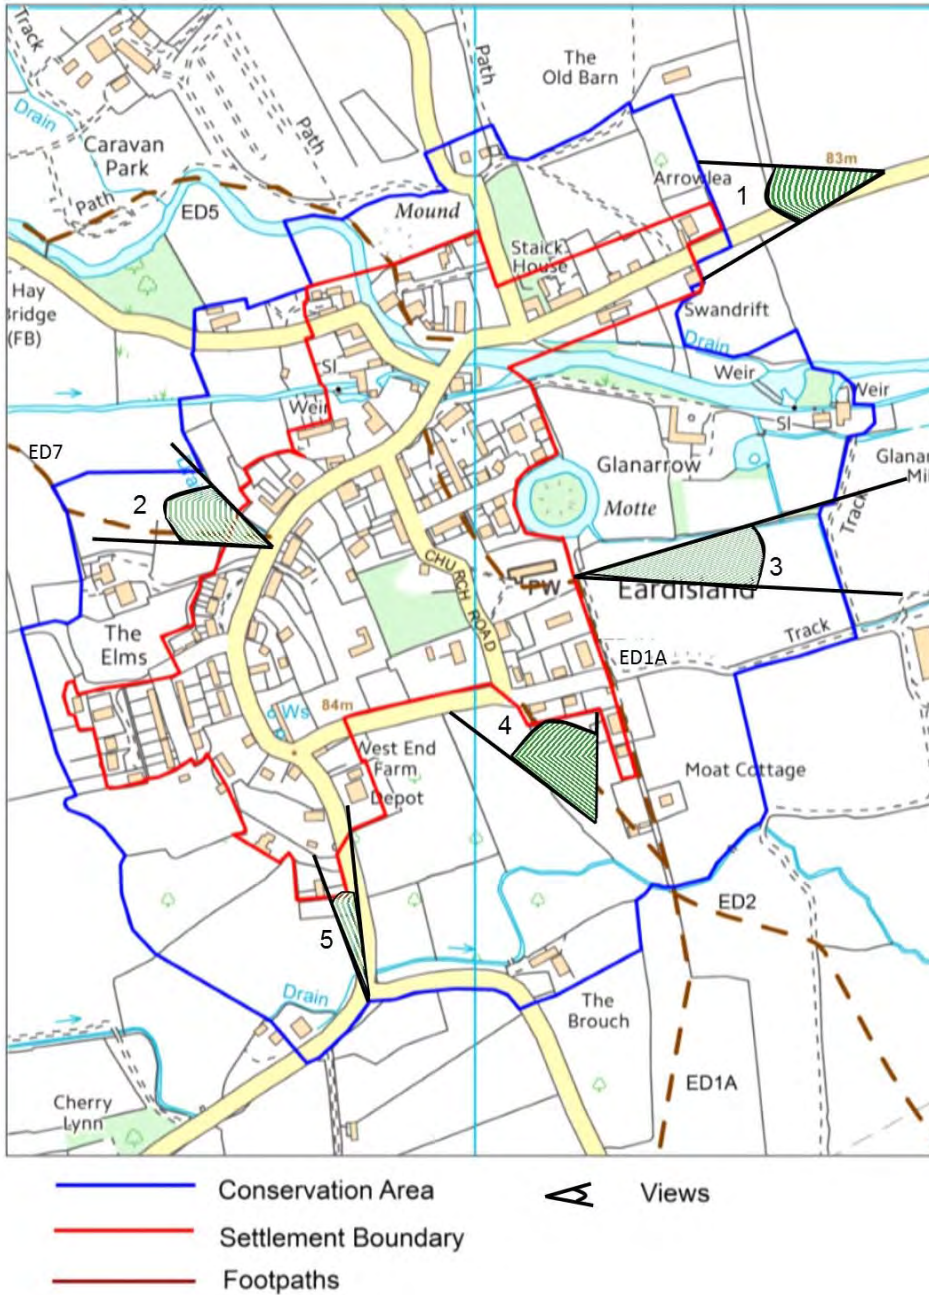 Track
Path
The
Old Barn
Drain
Path
Caravan
Park
83m
Arrowlea
1
Path
ED5
Mound
Staick
House
Hay
Bridge
(FB)
Swandrift
Drain
SI
Weir
Weir
Weir
SI
ED7
Glanarrow
2
Motte
Track
3
CHURCH ROAD
PW
Eardisland
The
Elms
Track
ED1A
84m
Ws
4
West End
Farm
Depot
Moat Cottage
ED2
5
Drain
The
Brouch
ED1A
Cherry
Lynn
Conservation Area
Views
Settlement Boundary
Footpaths